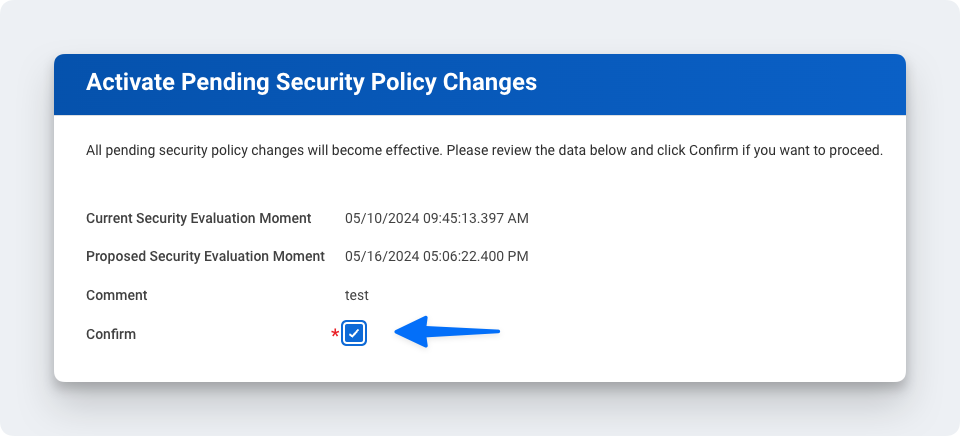 Activate Pending Security Policy Changes
All pending security policy changes will become effective. Please review the data below and click Confirm if you want to proceed.
Current Security Evaluation Moment 05/10/2024 09:45:13.397 AM
Proposed Security Evaluation Moment 05/16/2024 05:06:22.400 PM
Comment test
Confirm *